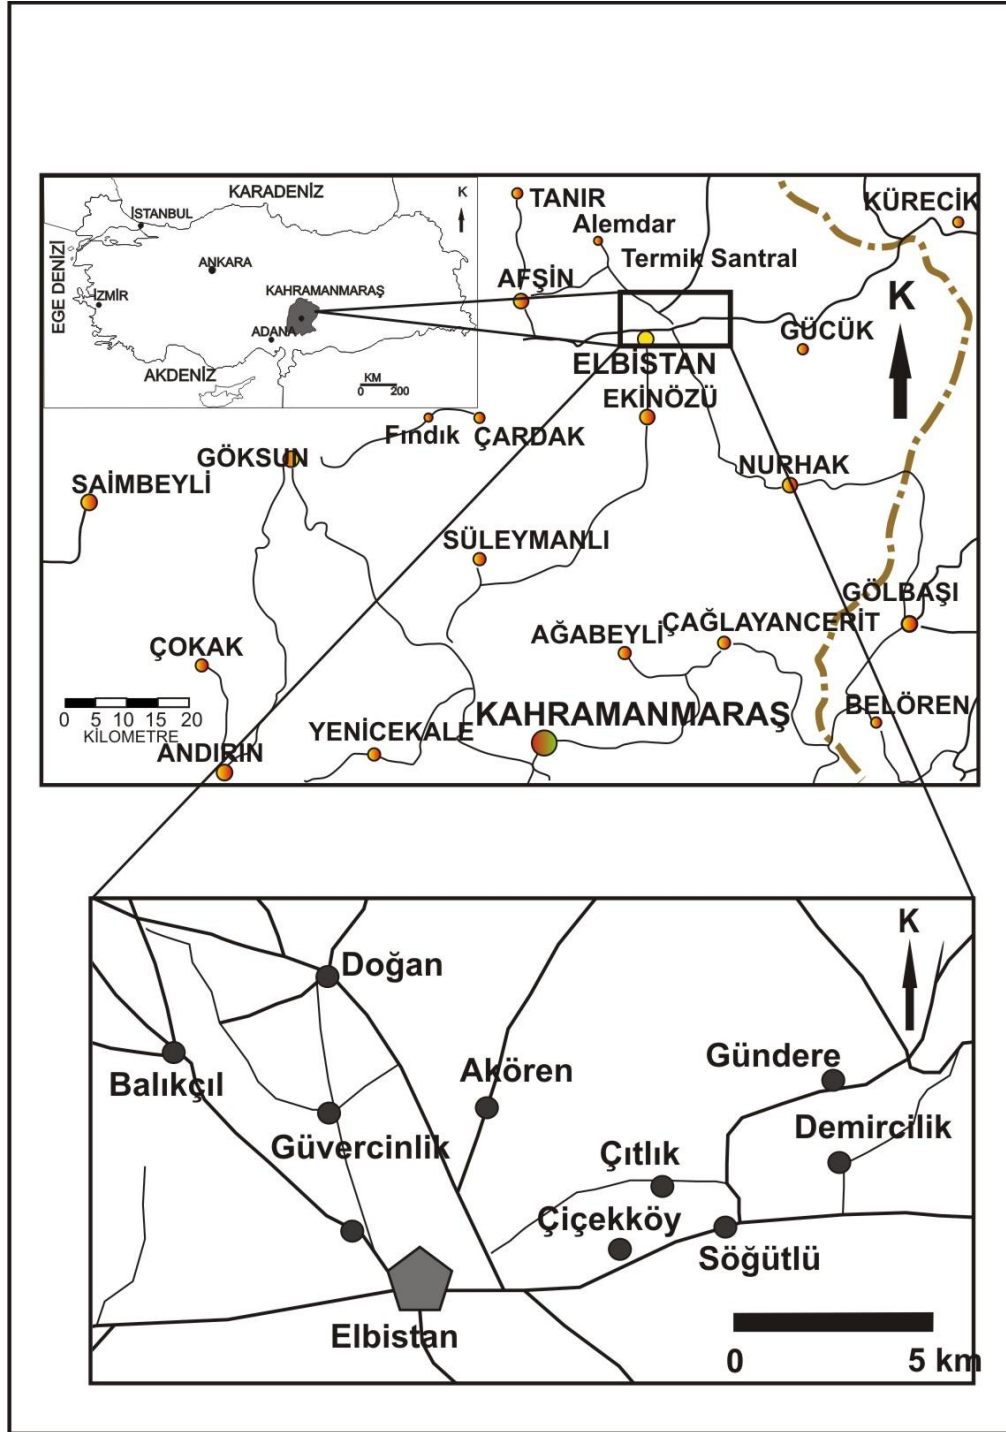 KARADENİZ
K
İSTANBUL
EGE DENİZİ
ANKARA
İZMİR
KAHRAMANMARAŞ
ADANA
AKDENİZ
KM
0 200
TANIR
KÜRECİK
Alemdar
Termik Santral
AFŞİN
K
GÜCÜK
ELBİSTAN
EKİNÖZÜ
Fındık
ÇARDAK
GÖKSUN
NURHAK
SAİMBEYLİ
SÜLEYMANLI
GÖLBAŞI
ÇAĞLAYANCERİT
AĞABEYLİ
ÇOKAK
BELÖREN
0 5 10 15 20
KİLOMETRE
YENİCEKALE
KAHRAMANMARAŞ
ANDIRIN
K
Doğan
Gündere
Akören
Balıkçıl
Demircilik
Güvercinlik
Çıtlık
Çiçekköy
Söğütlü
Elbistan
0 5 km